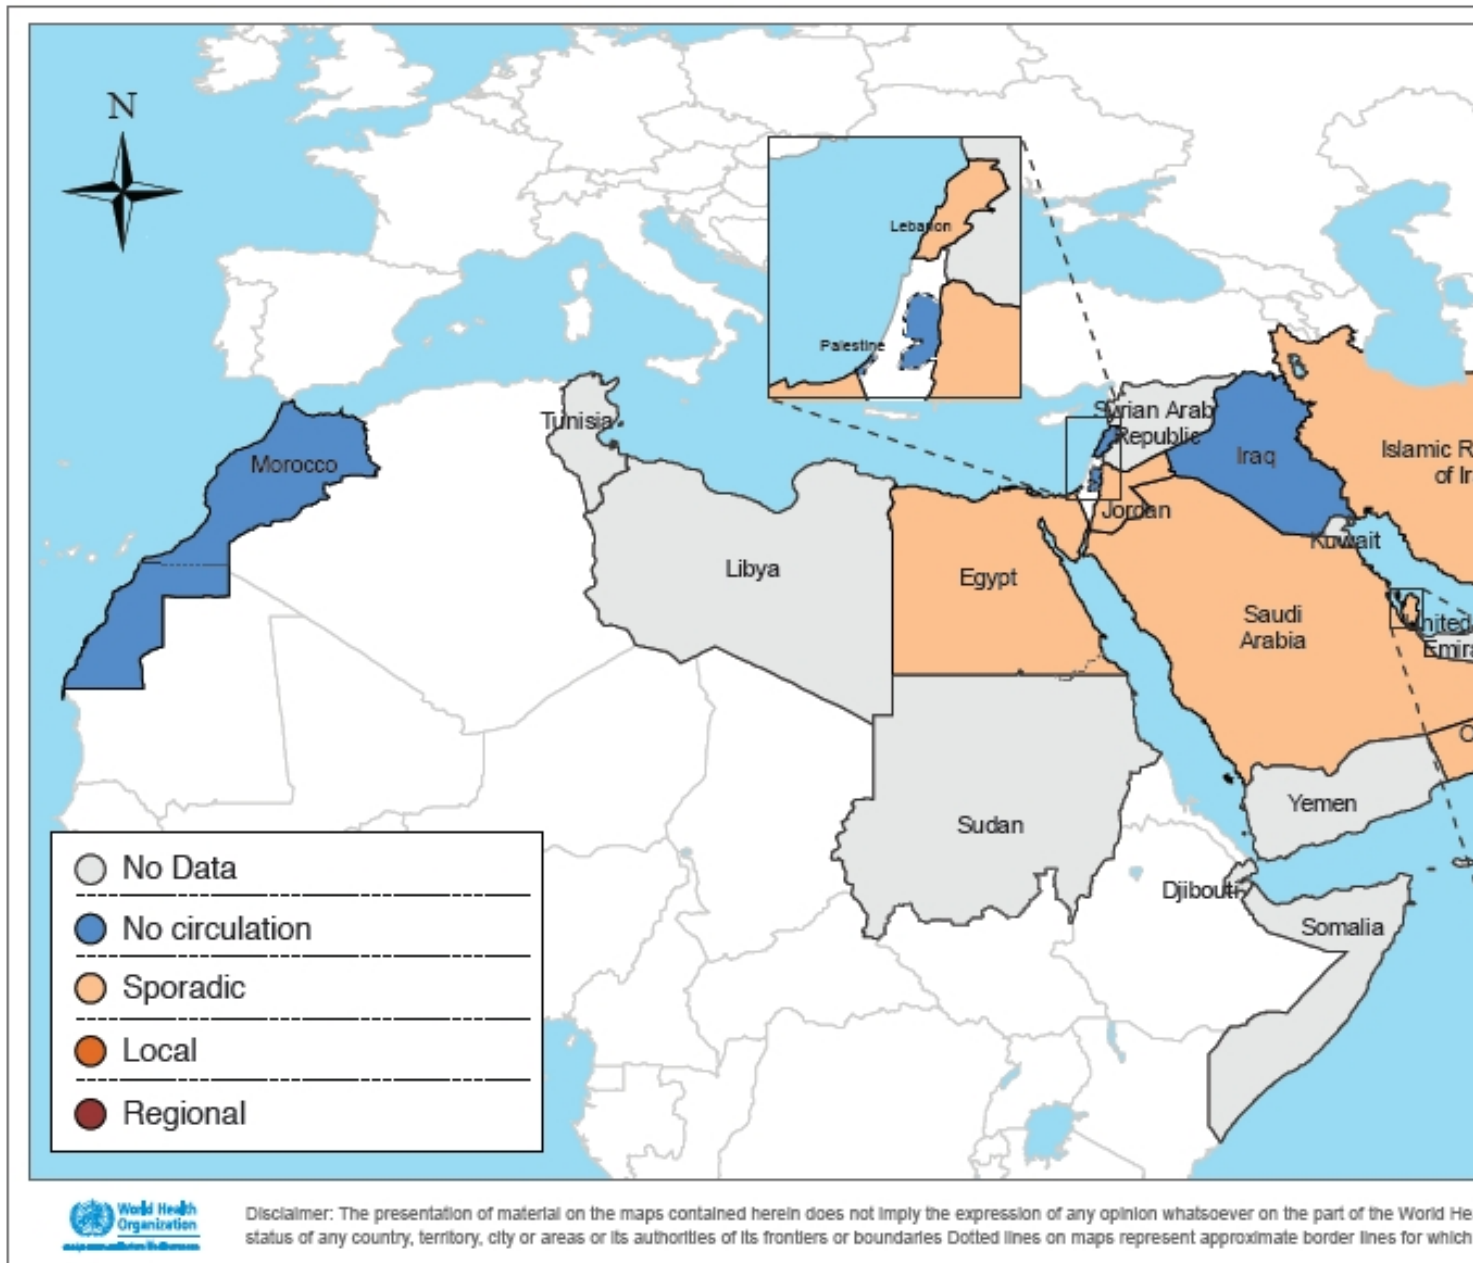 N
Lebanon
Palestine
Tunisia
Morocco
Syrian Arab
Republic
Iraq
Islamic R
of Ir
Jordan
Kuwait
Libya
Egypt
Saudi
Arabia
United
Emira
Yemen
Sudan
Djibouti
Somalia
No Data
No circulation
Sporadic
Local
Regional
World Health
Organization
Disclaimer: The presentation of material on the maps contained herein does not imply the expression of any opinion whatsoever on the part of the World He
status of any country, territory, city or areas or its authorities of its frontiers or boundaries Dotted lines on maps represent approximate border lines for which